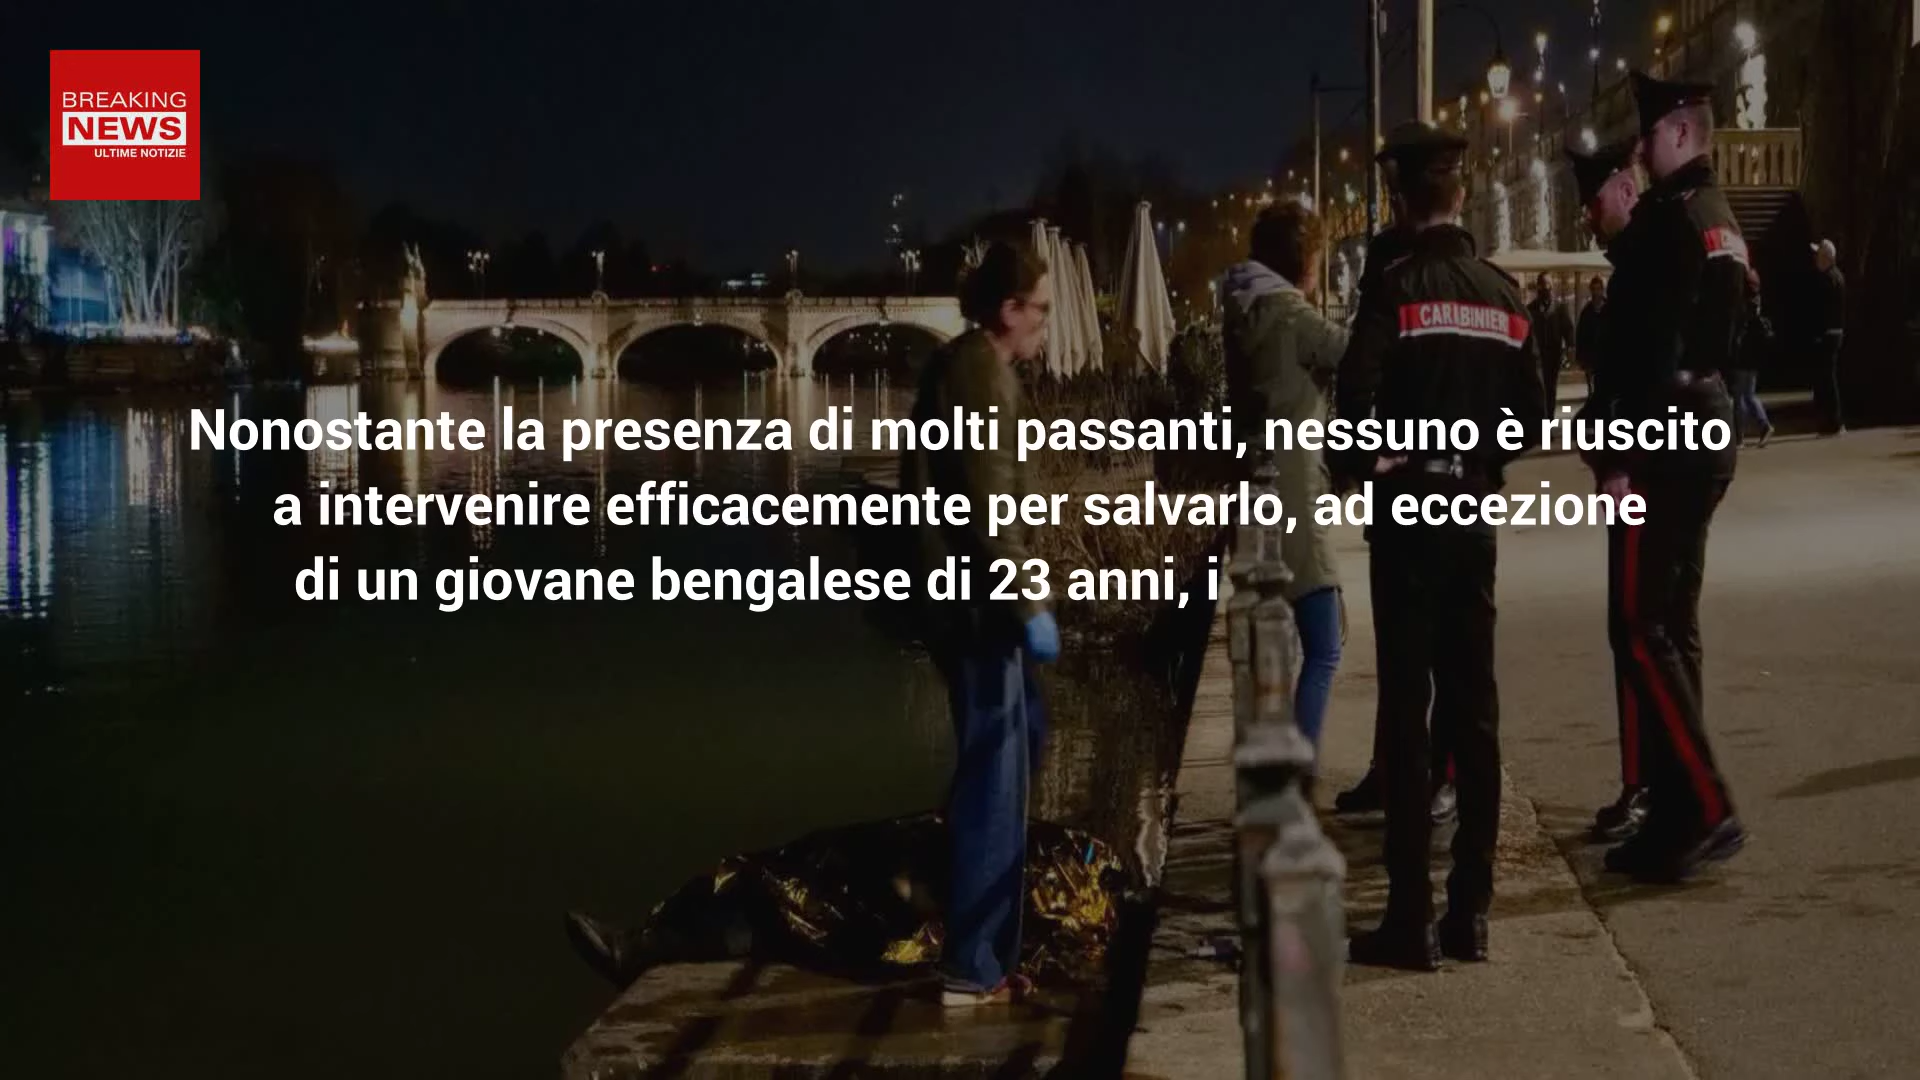 BREAKING
NEWS
ULTIME NOTIZIE
CARABINIERI
Nonostante la presenza di molti passanti, nessuno è riuscito
a intervenire efficacemente per salvarlo, ad eccezione
di un giovane bengalese di 23 anni, i